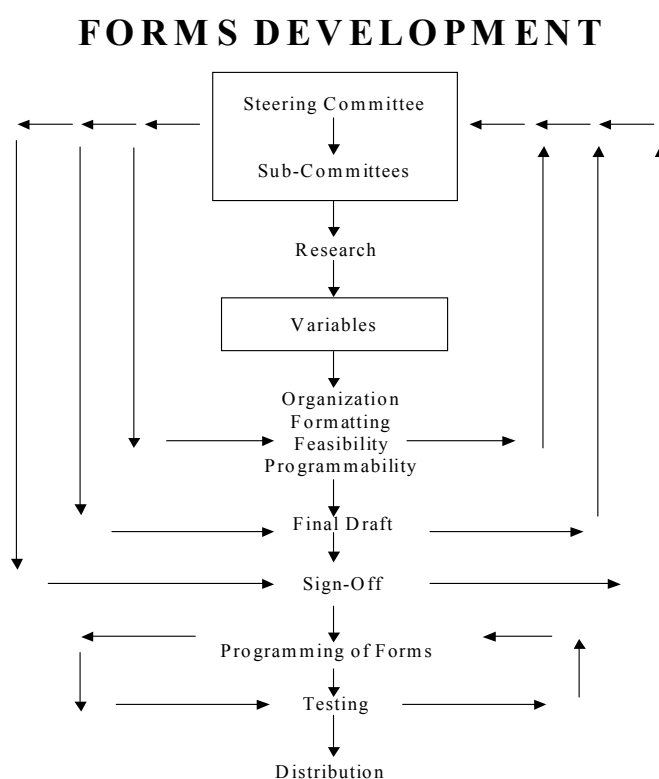 FORMS DEVELOPMENT
Steering Committee
Sub-Committees
Research
Variables
Organization
Formatting
Feasibility
Programmability
Final Draft
Sign-Off
Programming of Forms
Testing
Distribution